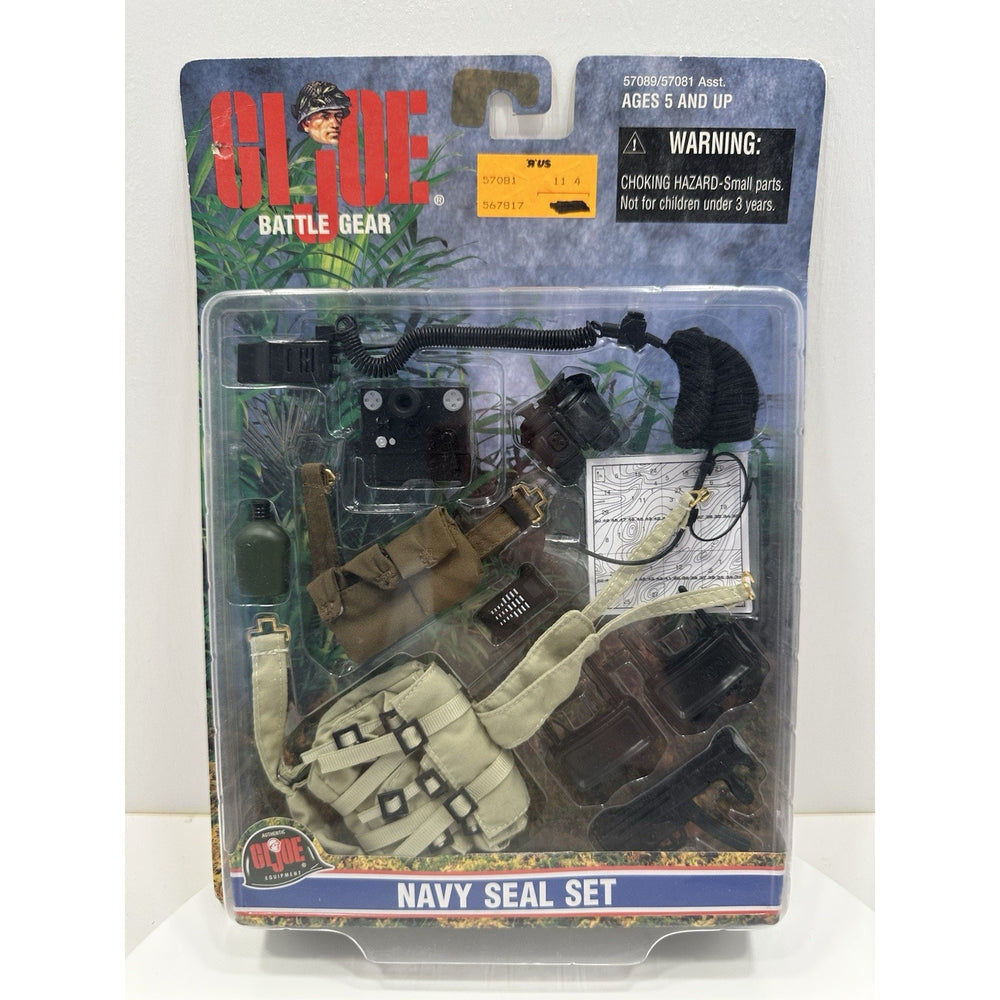 GI JOE®
BATTLE GEAR
'R'US
57081 11 4
567817
57089/57081 Asst.
AGES 5 AND UP
WARNING:
CHOKING HAZARD-Small parts.
Not for children under 3 years.
AUTHENTIC
GI JOE®
EQUIPMENT
NAVY SEAL SET